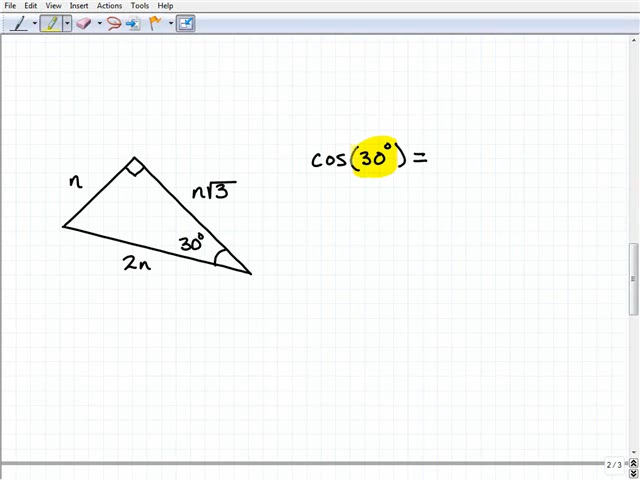 File Edit View Insert Actions Tools Help
cos(30°) =
n
n√3
30°
2n
2/3